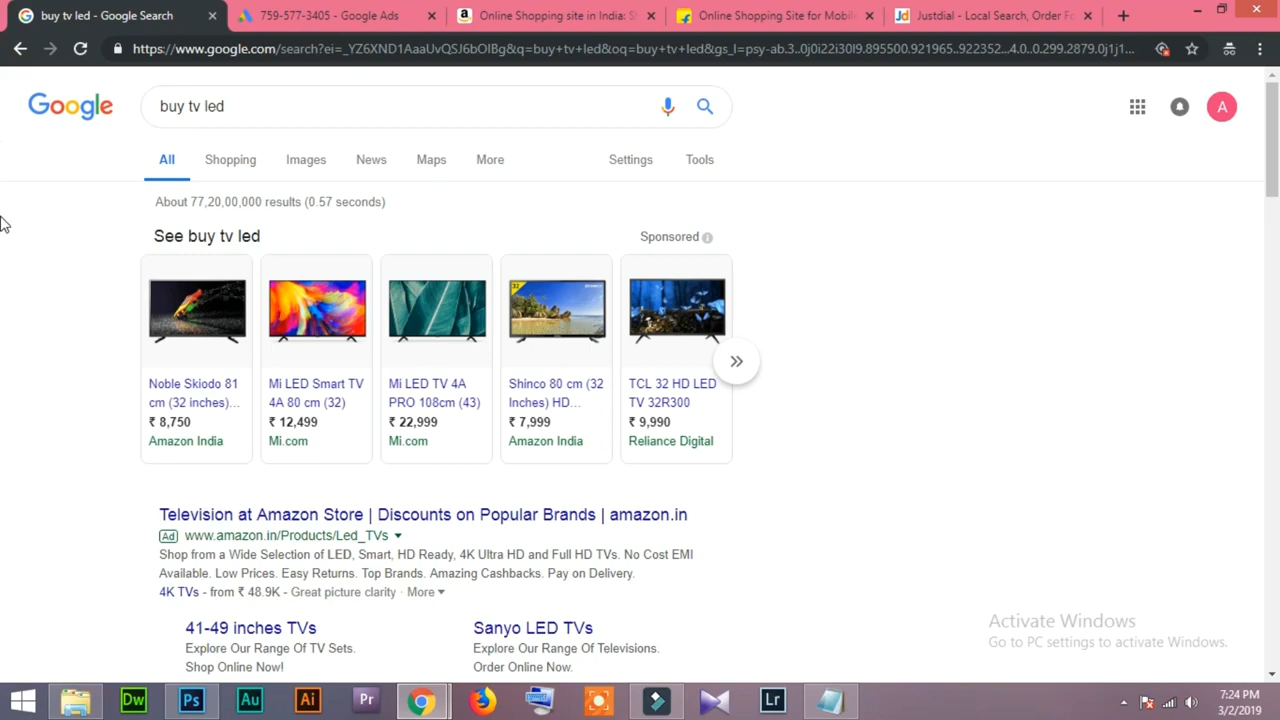 buy tv led - Google Search
759-577-3405 - Google Ads
Online Shopping site in India: S
Online Shopping Site for Mobile
Justdial - Local Search, Order Fo
https://www.google.com/search?ei=_YZ6XND1AaaUvQSJ6bOIBg&q=buy+tv+led&oq=buy+tv+led&gs_l=psy-ab.3..0j0i22i30l9.895500.921965..922352...4.0..0.299.2879.0j1j1...
Google
buy tv led
A
All Shopping Images News Maps More Settings Tools
About 77,20,00,000 results (0.57 seconds)
See buy tv led
Sponsored
32
Noble Skiodo 81
cm (32 inches)...
₹ 8,750
Amazon India
Mi LED Smart TV
4A 80 cm (32)
₹ 12,499
Mi.com
Mi LED TV 4A
PRO 108cm (43)
₹ 22,999
Mi.com
Shinco 80 cm (32
Inches) HD...
₹ 7,999
Amazon India
TCL 32 HD LED
TV 32R300
₹ 9,990
Reliance Digital
Television at Amazon Store | Discounts on Popular Brands | amazon.in
Ad www.amazon.in/Products/Led_TVs
Shop from a Wide Selection of LED, Smart, HD Ready, 4K Ultra HD and Full HD TVs. No Cost EMI
Available. Low Prices. Easy Returns. Top Brands. Amazing Cashbacks. Pay on Delivery.
4K TVs - from ₹ 48.9K - Great picture clarity · More
41-49 inches TVs
Explore Our Range Of TV Sets.
Shop Online Now!
Sanyo LED TVs
Explore Our Range Of Televisions.
Order Online Now.
Activate Windows
Go to PC settings to activate Windows.
Dw Ps Au Ai Pr Lr
7:24 PM
3/2/2019